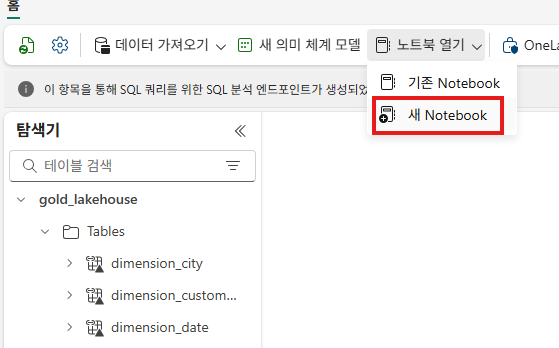 홈
데이터 가져오기
새 의미 체계 모델
노트북 열기
OneLa
기존 Notebook
새 Notebook
이 항목을 통해 SQL 쿼리를 위한 SQL 분석 엔드포인트가 생성되었
탐색기
테이블 검색
gold_lakehouse
Tables
dimension_city
dimension_custom...
dimension_date